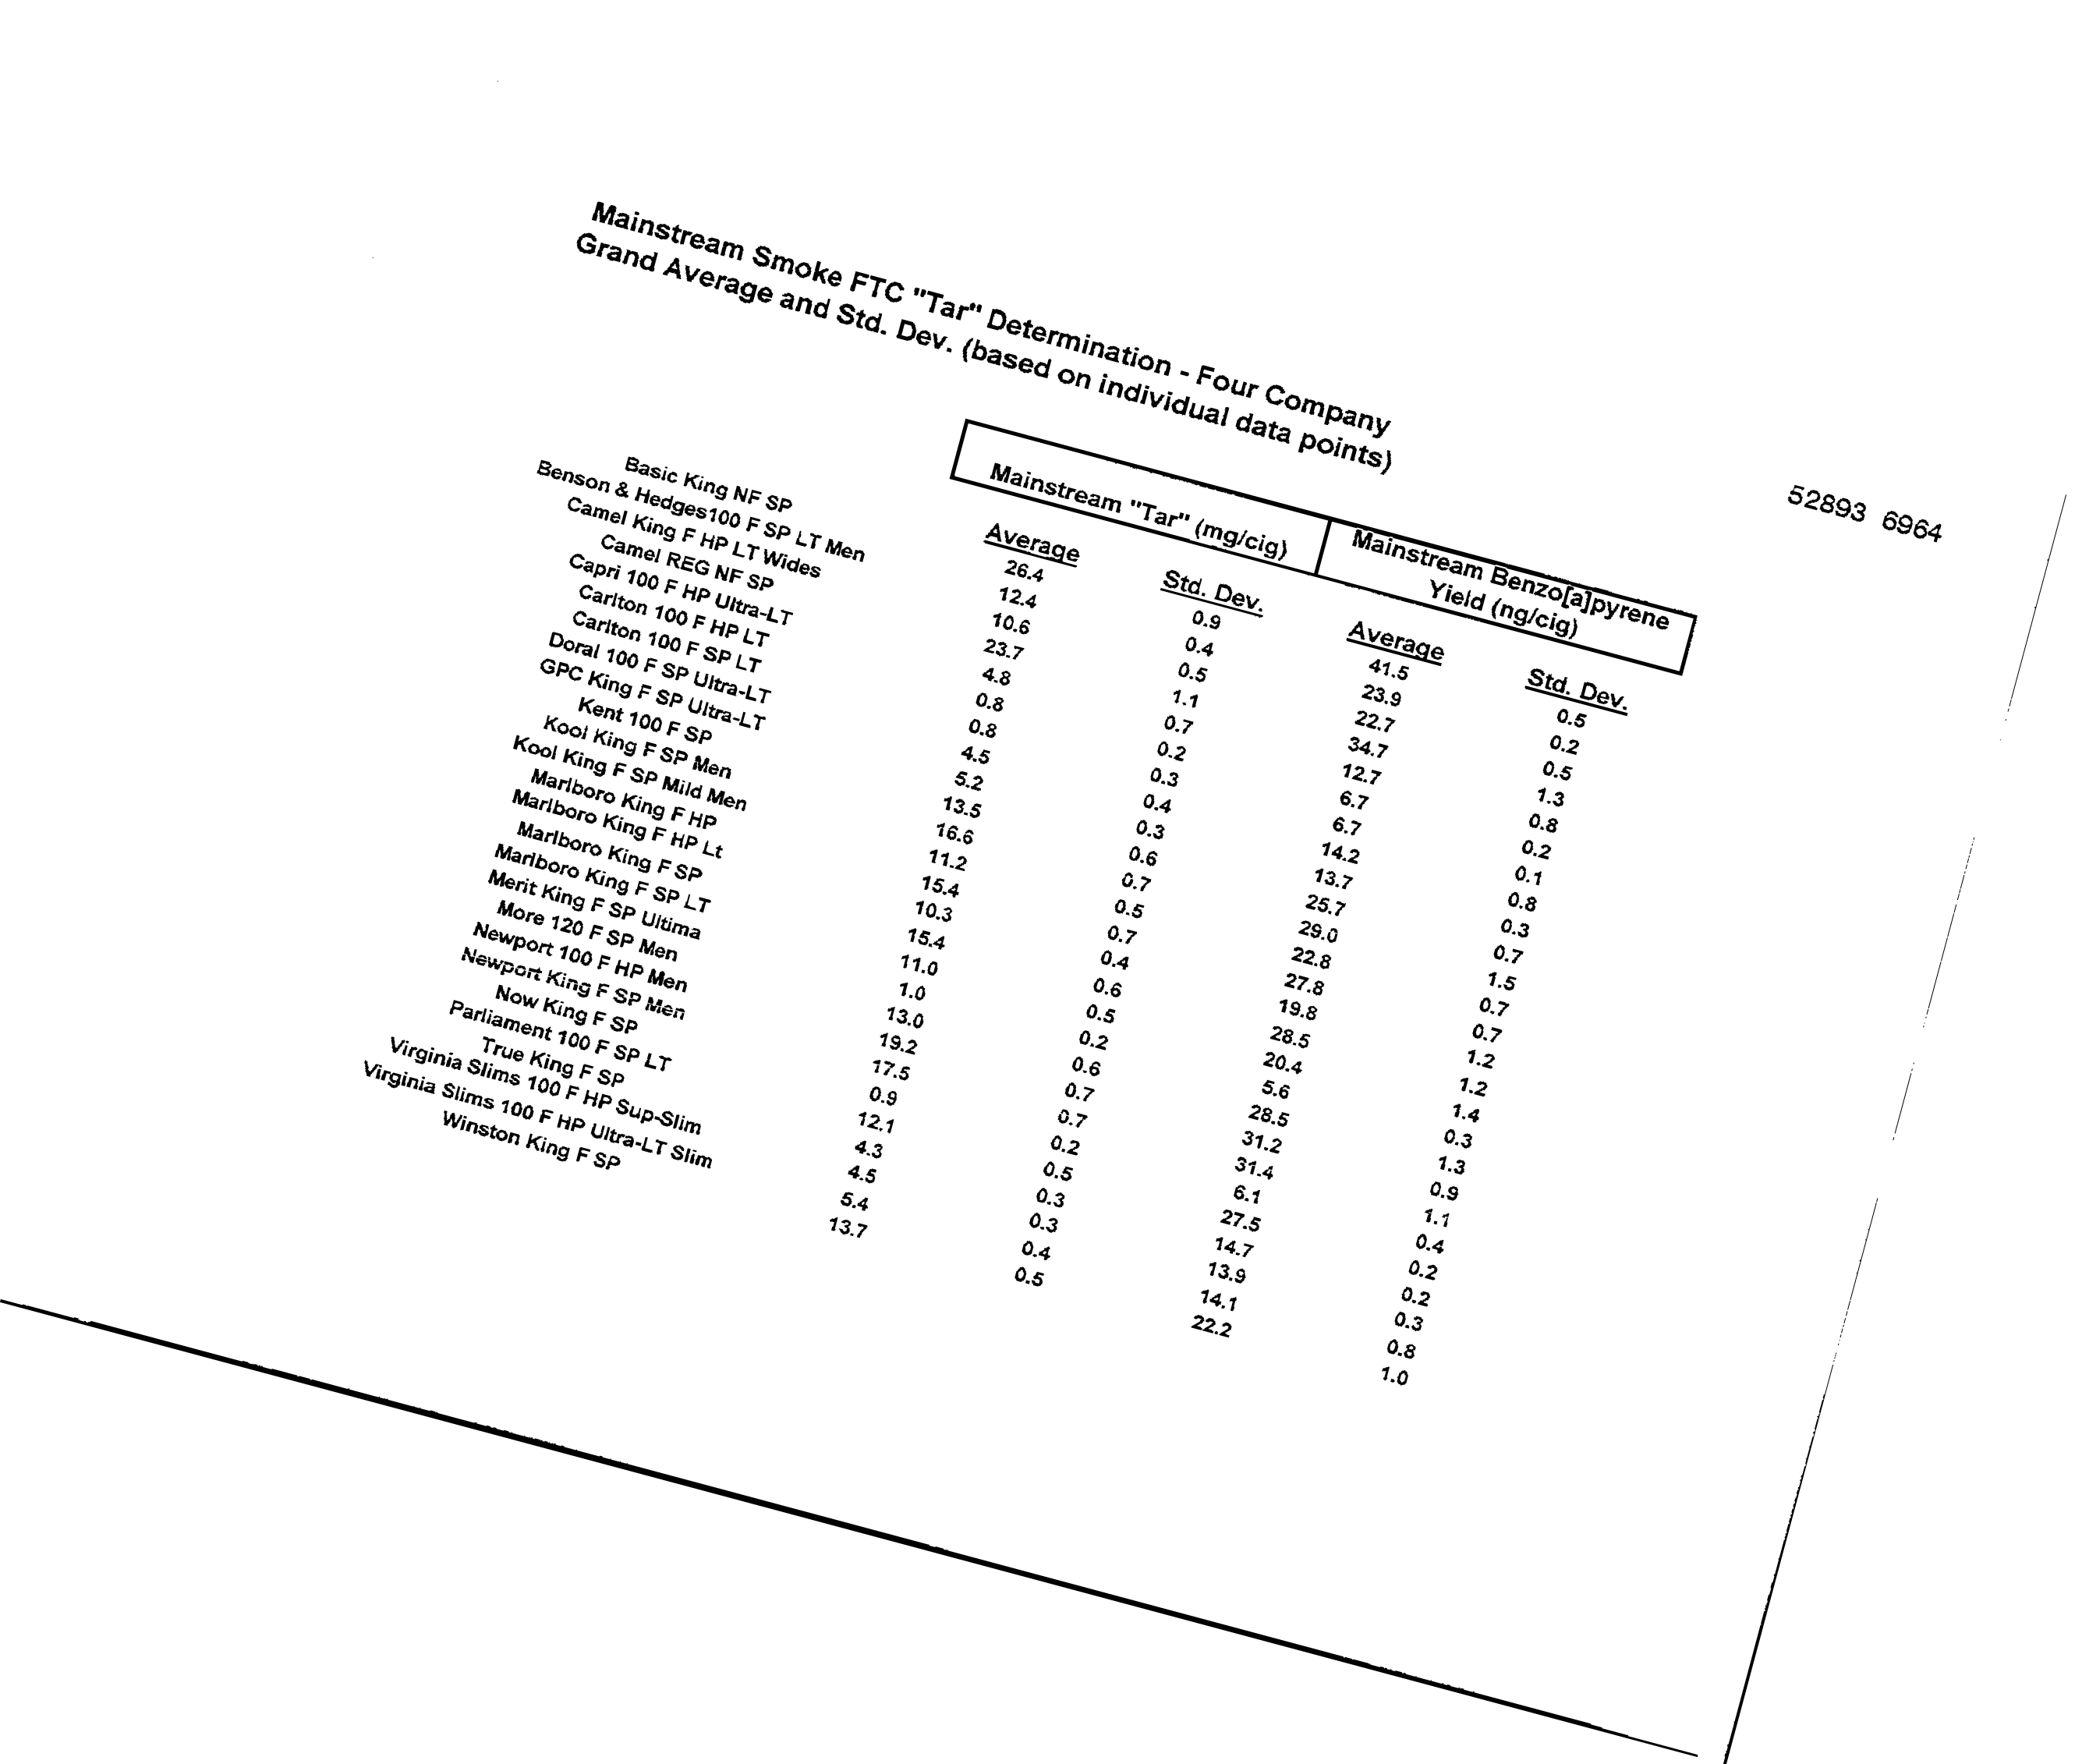 Mainstream Smoke FTC "Tar" Determination - Four Company
Grand Average and Std. Dev. (based on individual data points)
52893 6964
Mainstream "Tar" (mg/cig) Mainstream Benzo[a]pyrene
Yield (ng/cig)
Average Std. Dev. Average Std. Dev.
Basic King NF SP 26.4 0.9 41.5 0.5
Benson & Hedges100 F SP LT Men 12.4 0.4 23.9 0.2
Camel King F HP LT Wides 10.6 0.5 22.7 0.5
Camel REG NF SP 23.7 1.1 34.7 1.3
Capri 100 F HP Ultra-LT 4.8 0.7 12.7 0.8
Carlton 100 F HP LT 0.8 0.2 6.7 0.2
Carlton 100 F SP LT 0.8 0.3 6.7 0.1
Doral 100 F SP Ultra-LT 4.5 0.4 14.2 0.8
GPC King F SP Ultra-LT 5.2 0.3 13.7 0.3
Kent 100 F SP 13.5 0.6 25.7 0.7
Kool King F SP Men 16.6 0.7 29.0 1.5
Kool King F SP Mild Men 11.2 0.5 22.8 0.7
Marlboro King F HP 15.4 0.7 27.8 0.7
Marlboro King F HP Lt 10.3 0.4 19.8 1.2
Marlboro King F SP 15.4 0.6 28.5 1.2
Marlboro King F SP LT 11.0 0.5 20.4 1.4
Merit King F SP Ultima 1.0 0.2 5.6 0.3
More 120 F SP Men 13.0 0.6 28.5 1.3
Newport 100 F HP Men 19.2 0.7 31.2 0.9
Newport King F SP Men 17.5 0.7 31.4 1.1
Now King F SP 0.9 0.2 6.1 0.4
Parliament 100 F SP LT 12.1 0.5 27.5 0.2
True King F SP 4.3 0.3 14.7 0.2
Virginia Slims 100 F HP Sup-Slim 4.5 0.3 13.9 0.3
Virginia Slims 100 F HP Ultra-LT Slim 5.4 0.4 14.1 0.8
Winston King F SP 13.7 0.5 22.2 1.0